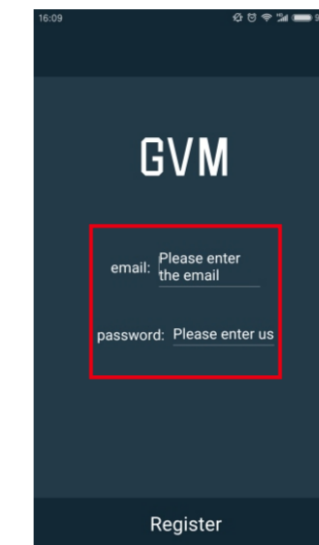 16:09
GVM
email: Please enter
the email
password: Please enter us
Register